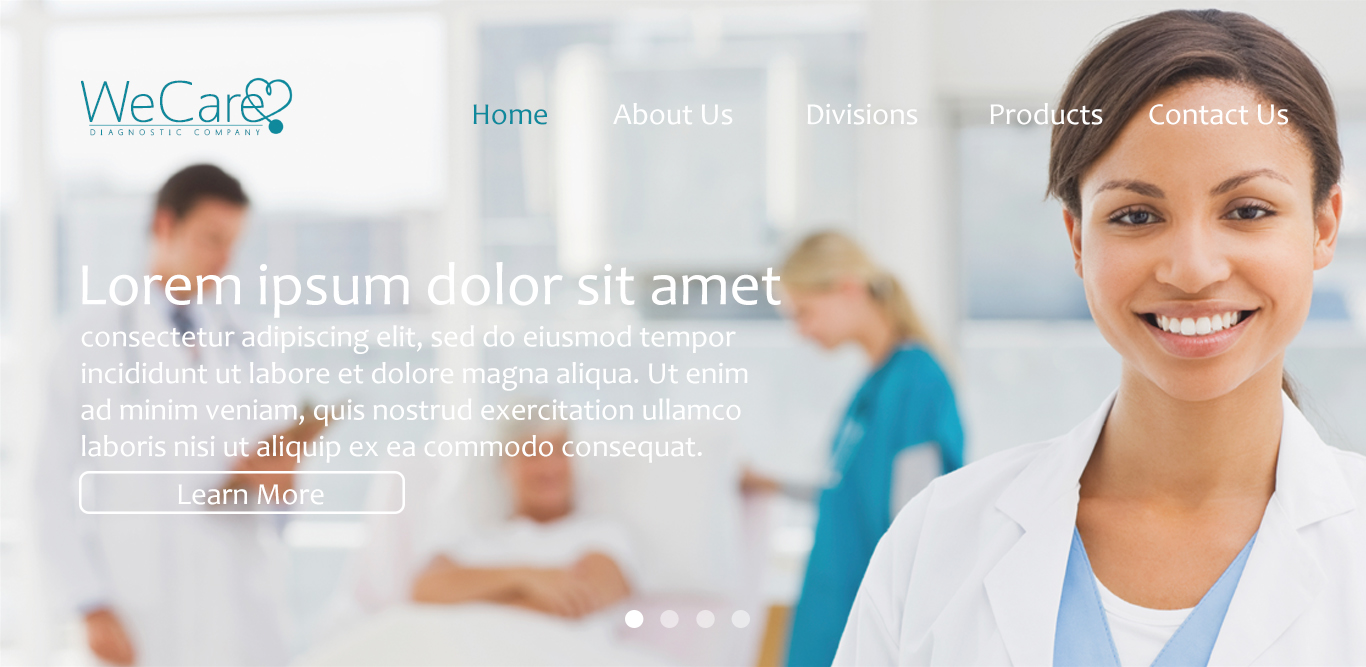 WeCare
DIAGNOSTIC COMPANY
Home About Us Divisions Products Contact Us
Lorem ipsum dolor sit amet
consectetur adipiscing elit, sed do eiusmod tempor
incididunt ut labore et dolore magna aliqua. Ut enim
ad minim veniam, quis nostrud exercitation ullamco
laboris nisi ut aliquip ex ea commodo consequat.
Learn More